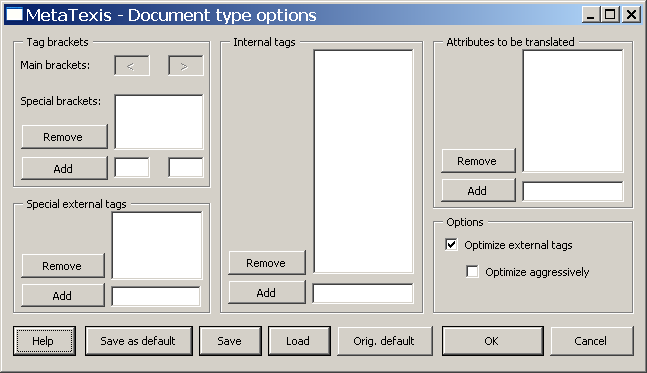 MetaTexis - Document type options
Tag brackets
Main brackets:
<
>
Special brackets:
Remove
Add
Special external tags
Remove
Add
Internal tags
Remove
Add
Attributes to be translated
Remove
Add
Options
Optimize external tags
Optimize aggressively
Help
Save as default
Save
Load
Orig. default
OK
Cancel